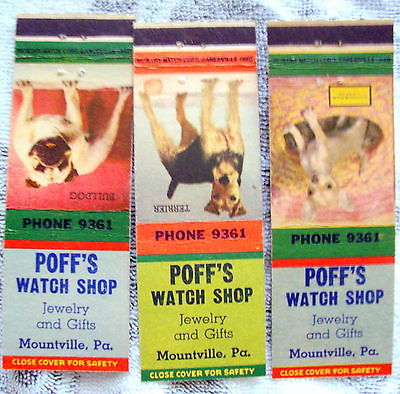 BULLDOG
PHONE 9361
POFF'S
WATCH SHOP
Jewelry
and Gifts
Mountville, Pa.
CLOSE COVER FOR SAFETY
TERRIER
PHONE 9361
POFF'S
WATCH SHOP
Jewelry
and Gifts
Mountville, Pa.
CLOSE COVER FOR SAFETY
PHONE 9361
POFF'S
WATCH SHOP
Jewelry
and Gifts
Mountville, Pa.
CLOSE COVER FOR SAFETY